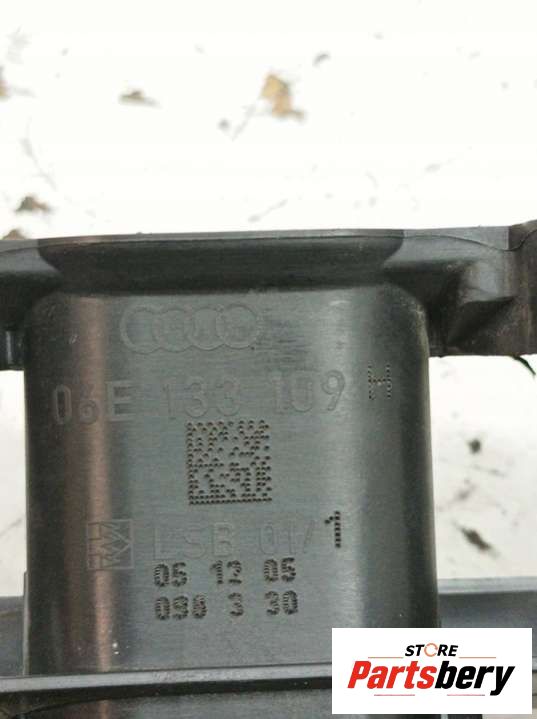 06E 133 109 H
LSB 01/1
05 12 05
098 3 30
STORE
Partsbery